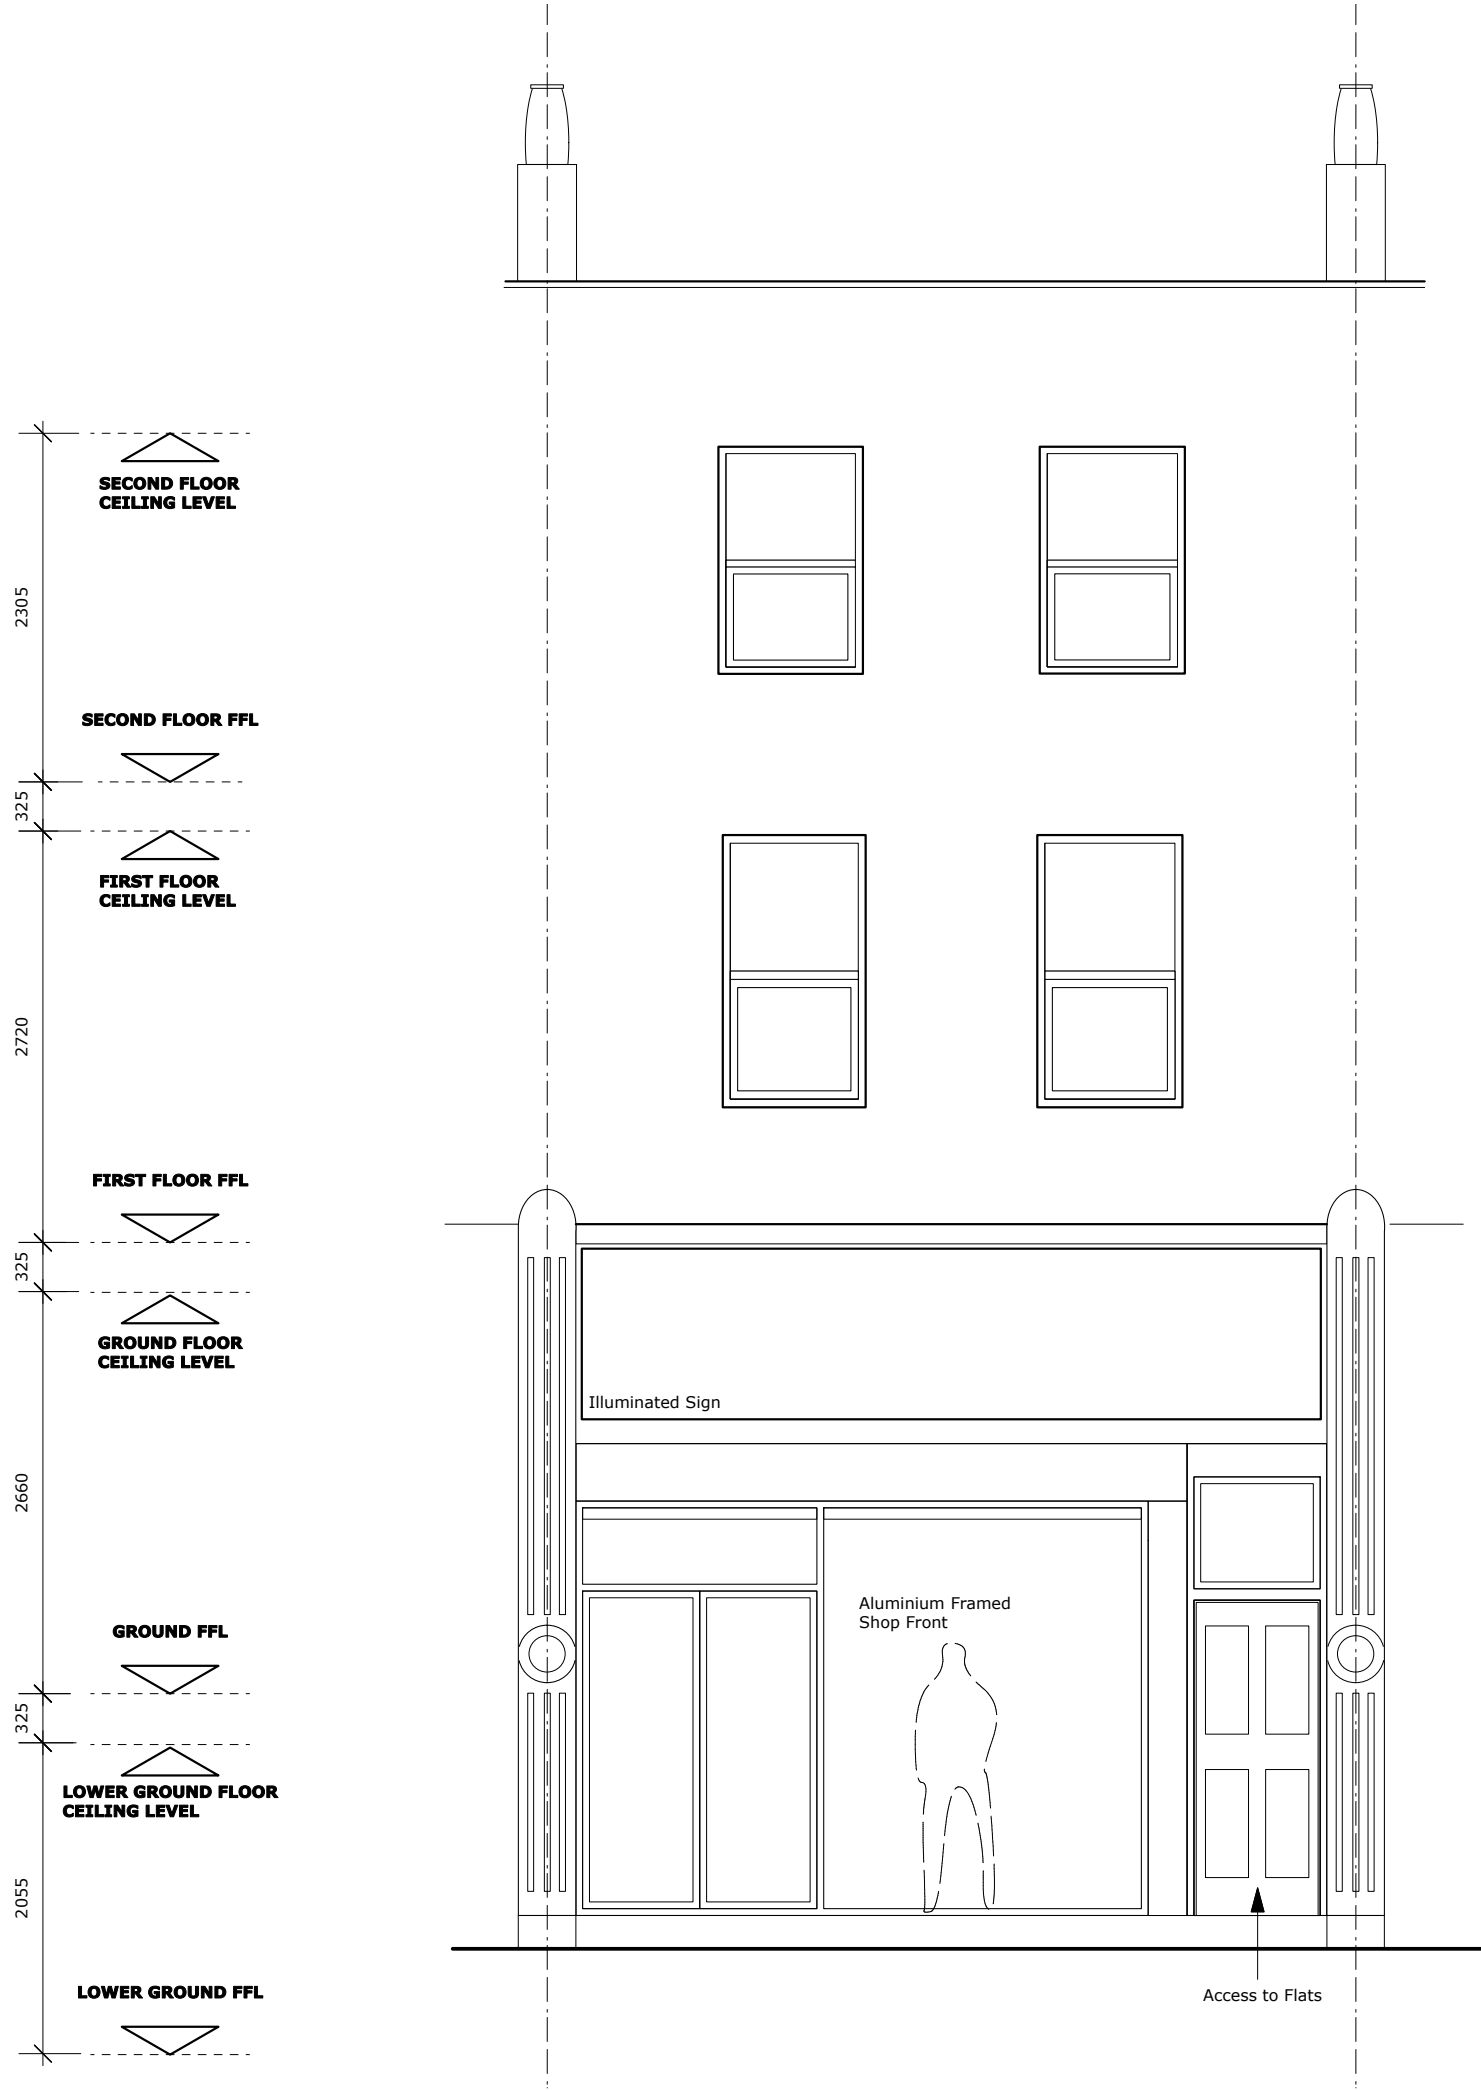 SECOND FLOOR
CEILING LEVEL
2305
SECOND FLOOR FFL
325
FIRST FLOOR
CEILING LEVEL
2720
FIRST FLOOR FFL
325
GROUND FLOOR
CEILING LEVEL
Illuminated Sign
2660
Aluminium Framed
Shop Front
GROUND FFL
325
LOWER GROUND FLOOR
CEILING LEVEL
2055
LOWER GROUND FFL
Access to Flats